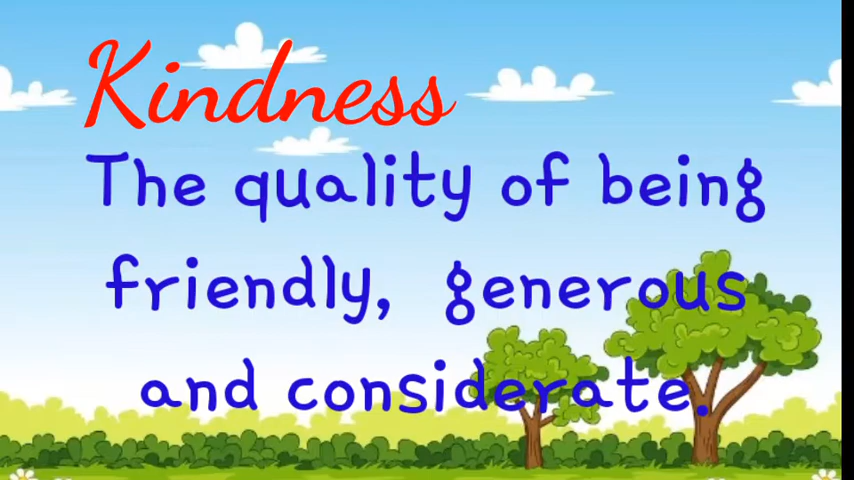 Kindness
The quality of being
friendly, generous
and considerate.